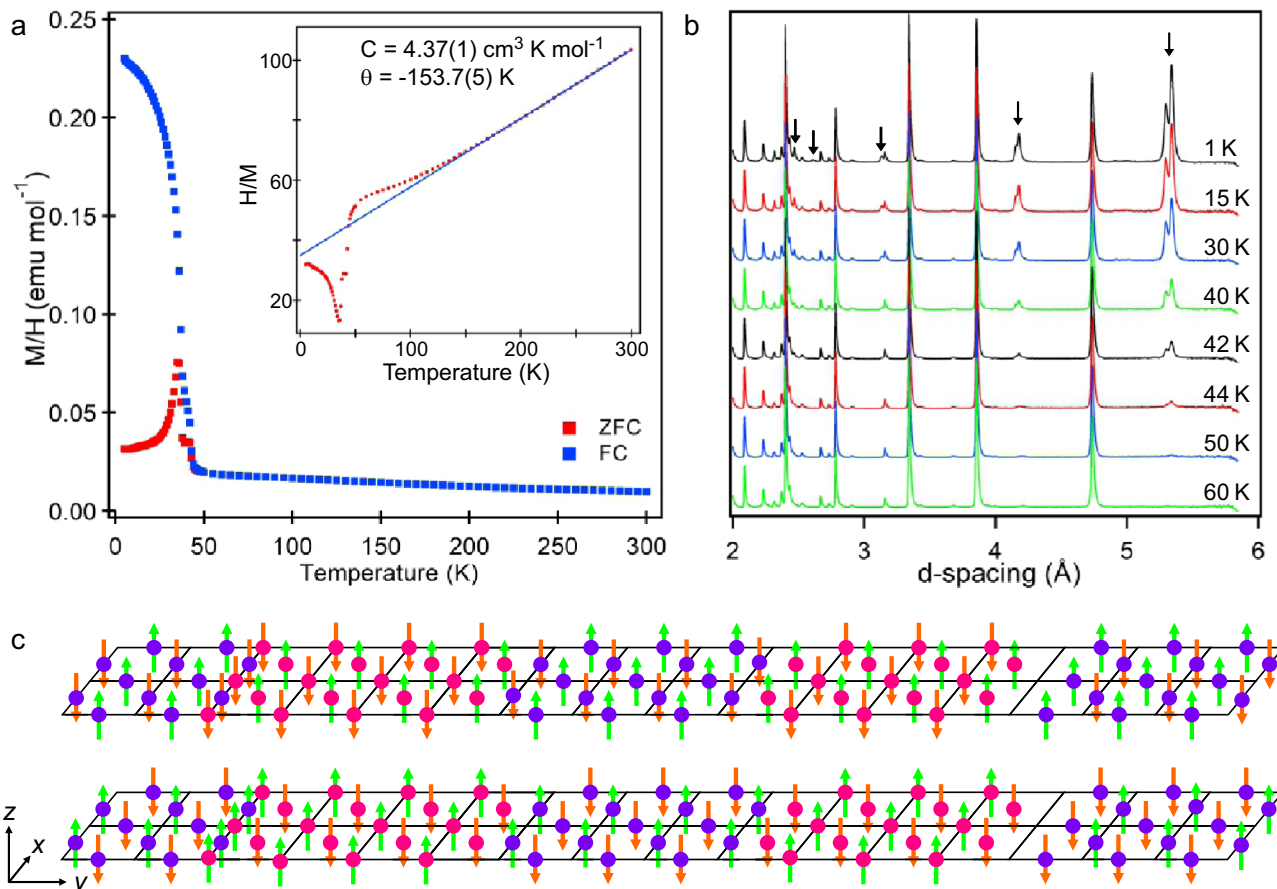 a
M/H (emu mol⁻¹)
0.25
0.20
0.15
0.10
0.05
0.00
0
50
100
150
200
250
300
Temperature (K)
C = 4.37(1) cm³ K mol⁻¹
θ = -153.7(5) K
H/M
100
60
20
0
100
200
300
Temperature (K)
ZFC
FC
b
1 K
15 K
30 K
40 K
42 K
44 K
50 K
60 K
2
3
4
5
6
d-spacing (Å)
c
z
x
y